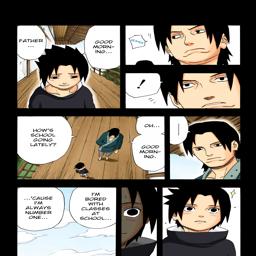 !
GOOD
MORN-
ING...
FATHER
...
OH...
GOOD
MORN-
ING.
HOW'S
SCHOOL
GOING
LATELY?
I'M
BORED
WITH
CLASSES
AT
SCHOOL...
...'CAUSE
I'M
ALWAYS
NUMBER
ONE...